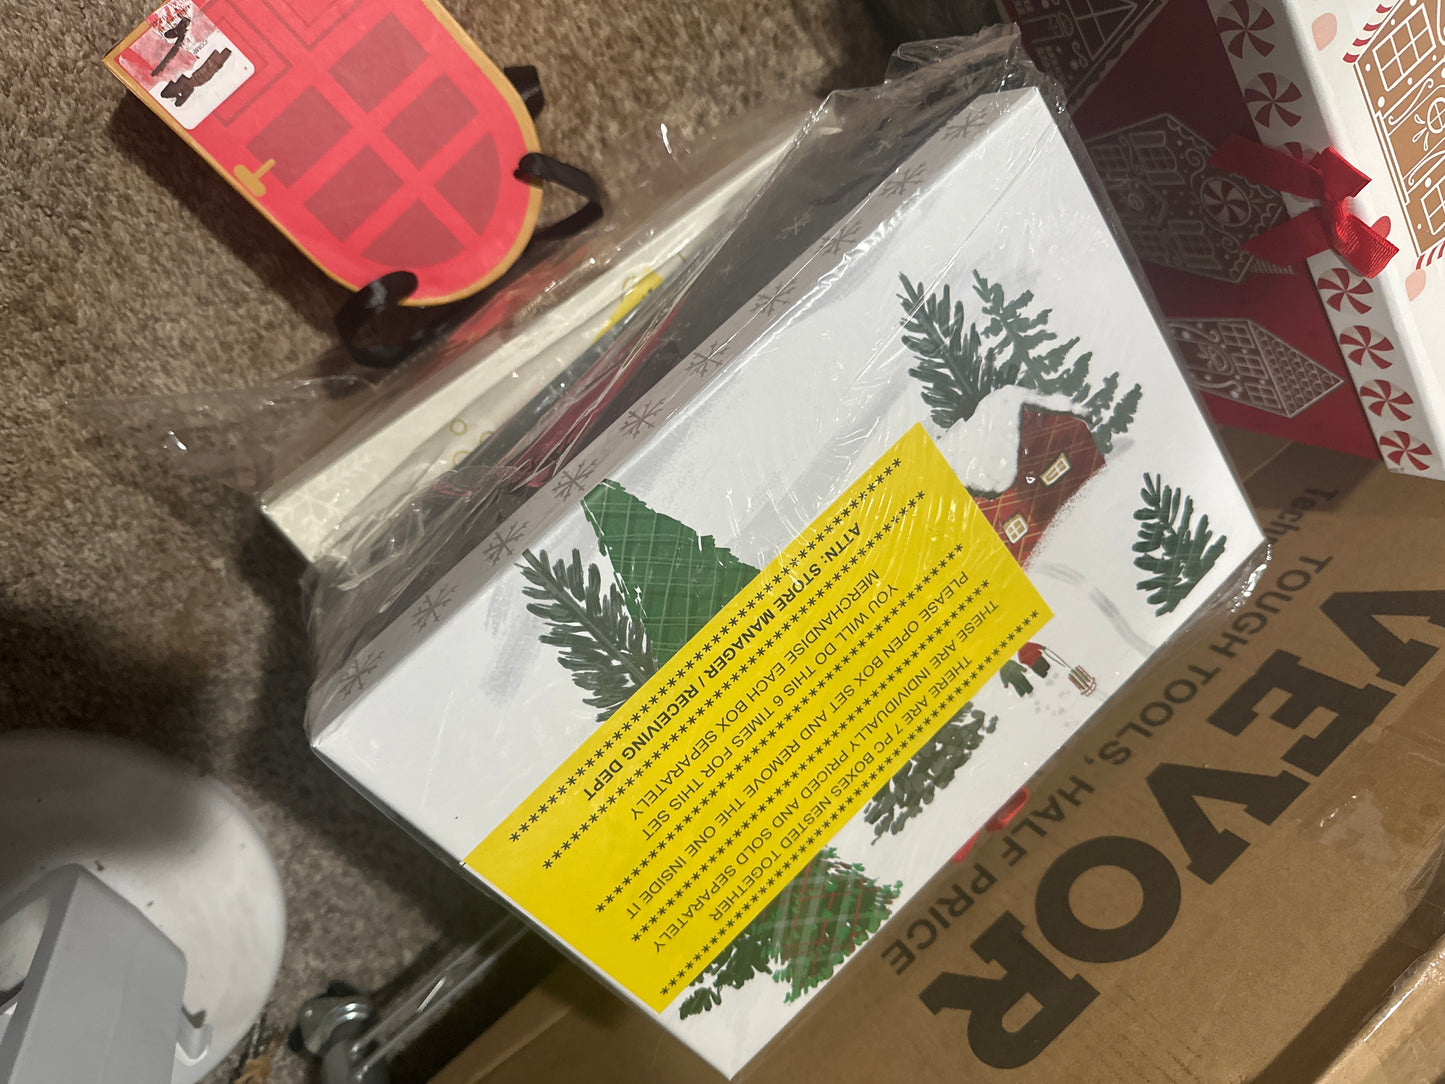 THERE ARE 7 PC BOXES NESTED TOGETHER
THESE ARE INDIVIDUALLY PRICED AND SOLD SEPARATELY
PLEASE OPEN BOX SET AND REMOVE THE ONE INSIDE IT
YOU WILL DO THIS 6 TIMES FOR THIS SET
MERCHANDISE EACH BOX SEPARATELY
ATTN: STORE MANAGER / RECEIVING DEPT
VEVOR
TOUGH TOOLS, HALF PRICE